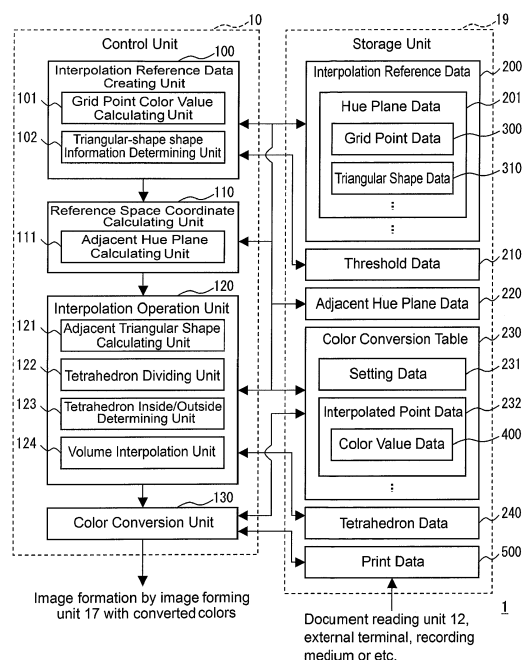 10
Control Unit
100
Interpolation Reference Data
Creating Unit
101
Grid Point Color Value
Calculating Unit
102
Triangular-shape shape
Information Determining Unit
110
Reference Space Coordinate
Calculating Unit
111
Adjacent Hue Plane
Calculating Unit
120
Interpolation Operation Unit
121
Adjacent Triangular Shape
Calculating Unit
122
Tetrahedron Dividing Unit
123
Tetrahedron Inside/Outside
Determining Unit
124
Volume Interpolation Unit
130
Color Conversion Unit
Image formation by image forming
unit 17 with converted colors
19
Storage Unit
200
Interpolation Reference Data
201
Hue Plane Data
300
Grid Point Data
310
Triangular Shape Data
⋮
⋮
210
Threshold Data
220
Adjacent Hue Plane Data
230
Color Conversion Table
231
Setting Data
232
Interpolated Point Data
400
Color Value Data
⋮
240
Tetrahedron Data
500
Print Data
Document reading unit 12,
external terminal, recording
medium or etc.
1